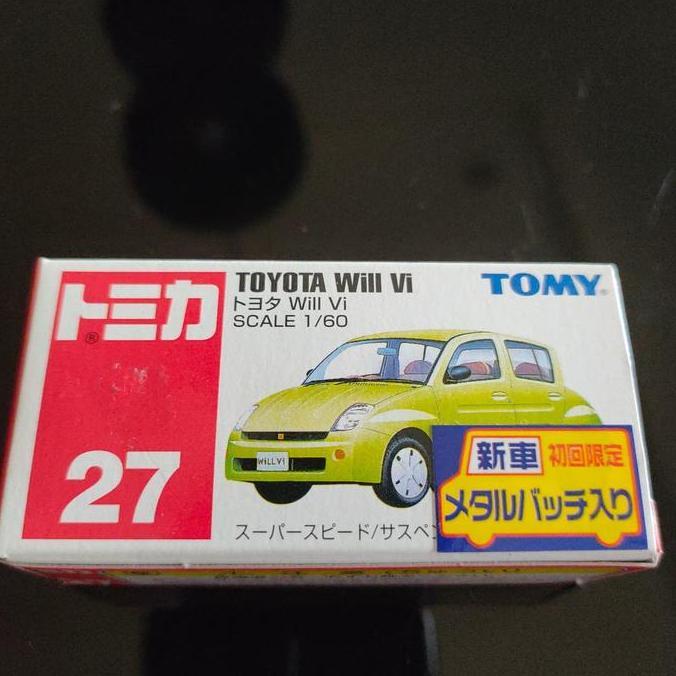 トミカ®
27
TOYOTA Will Vi
トヨタ Will Vi
SCALE 1/60
TOMY®
WiLL Vi
新車 初回限定
メタルバッチ入り
スーパースピード/サスペン